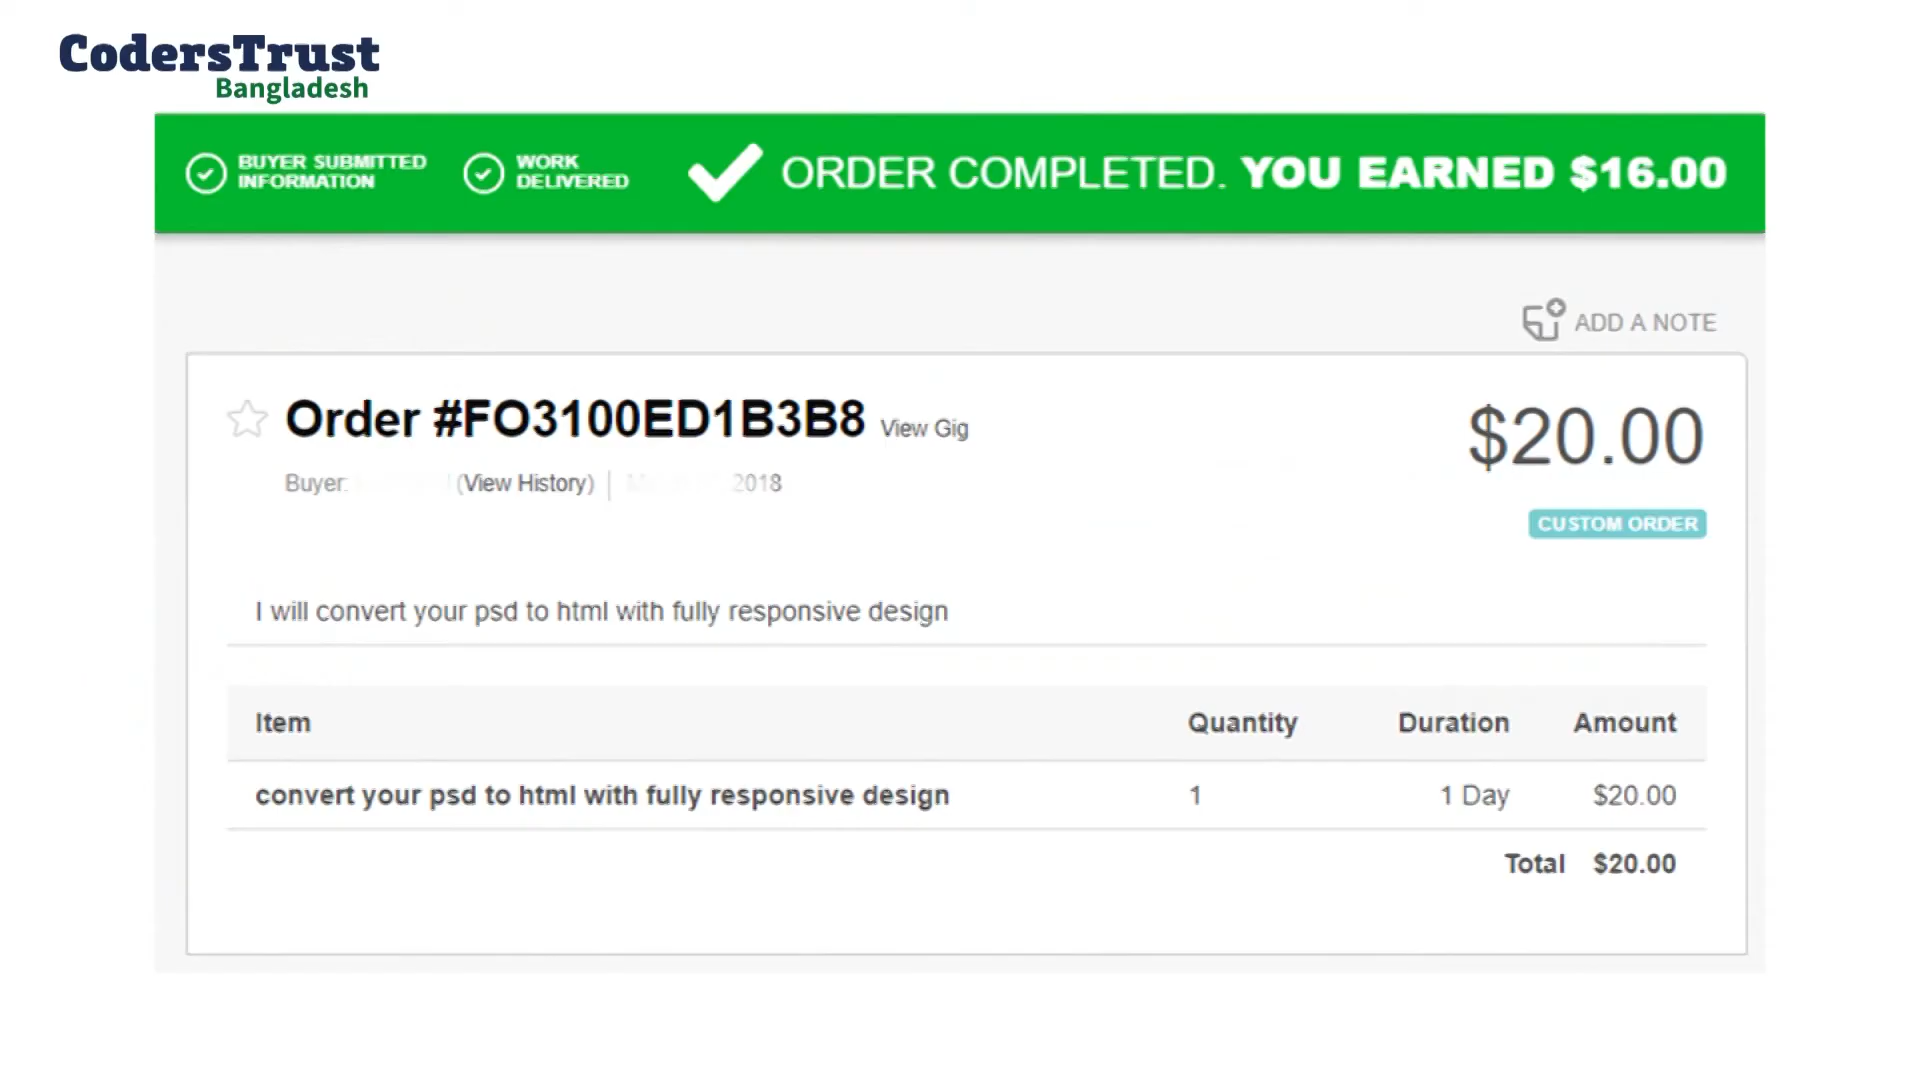 CodersTrust
Bangladesh
BUYER SUBMITTED
INFORMATION
WORK
DELIVERED
ORDER COMPLETED. YOU EARNED $16.00
ADD A NOTE
Order #FO3100ED1B3B8 View Gig
$20.00
Buyer: (View History) | 2018
CUSTOM ORDER
I will convert your psd to html with fully responsive design
Item Quantity Duration Amount
convert your psd to html with fully responsive design 1 1 Day $20.00
Total $20.00